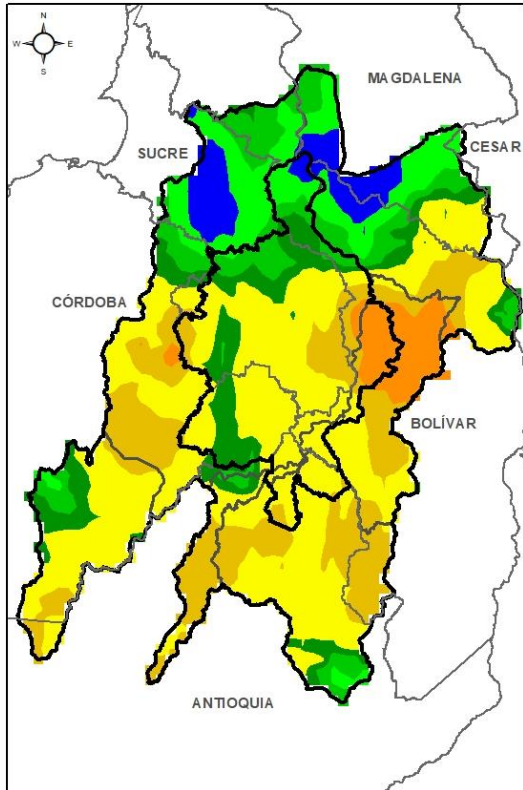 N
W E
S
MAGDALENA
SUCRE
CESAR
CÓRDOBA
BOLÍVAR
ANTIOQUIA